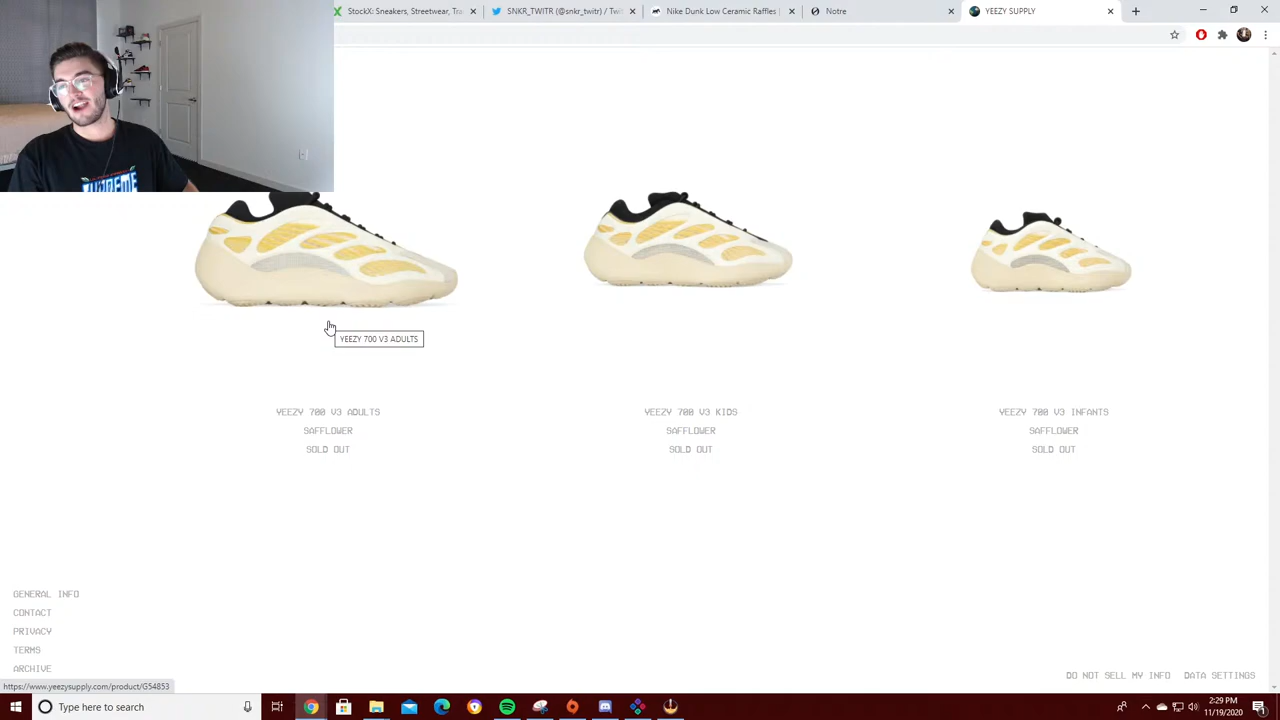 StockX: Sneakers, Streetwear, Tra
SNKR_TWITR (@snkr_twitr) / Twi
Nike Dunk Low Ceramic Raffles |
Notre
YEEZY SUPPLY
SUPREME
YEEZY 700 V3 ADULTS
YEEZY 700 V3 ADULTS
SAFFLOWER
SOLD OUT
YEEZY 700 V3 KIDS
SAFFLOWER
SOLD OUT
YEEZY 700 V3 INFANTS
SAFFLOWER
SOLD OUT
GENERAL INFO
CONTACT
PRIVACY
TERMS
ARCHIVE
DO NOT SELL MY INFO
DATA SETTINGS
https://www.yeezysupply.com/product/G54853
Type here to search
2:29 PM
11/19/2020